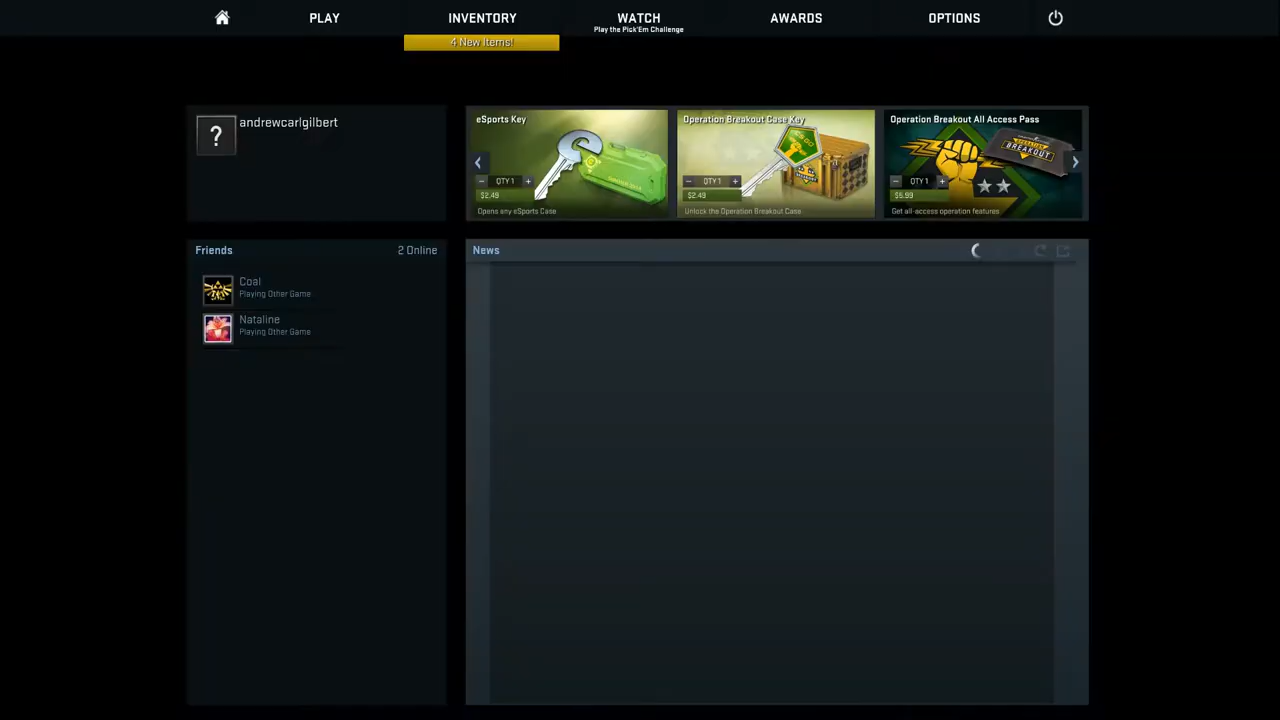 PLAY
INVENTORY
WATCH
AWARDS
OPTIONS
Play the Pick'Em Challenge
4 New Items!
andrewcarlgilbert
?
eSports Key
QTY 1
$2.49
Opens any eSports Case
Operation Breakout Case Key
QTY 1
$2.49
Unlock the Operation Breakout Case
Operation Breakout All Access Pass
BREAKOUT
QTY 1
$5.99
Get all-access operation features
Friends
2 Online
Coal
Playing Other Game
Nataline
Playing Other Game
News